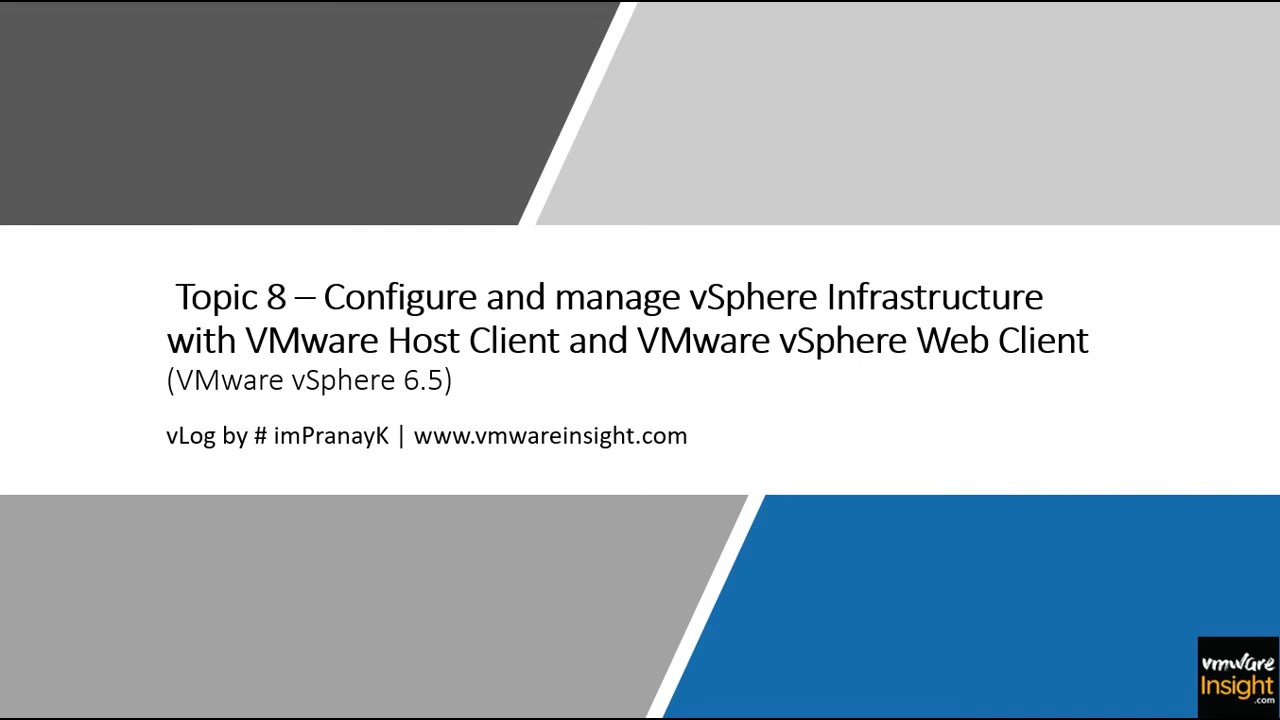 Topic 8 – Configure and manage vSphere Infrastructure
with VMware Host Client and VMware vSphere Web Client
(VMware vSphere 6.5)
vLog by # imPranayK | www.vmwareinsight.com
vmware
Insight
.com